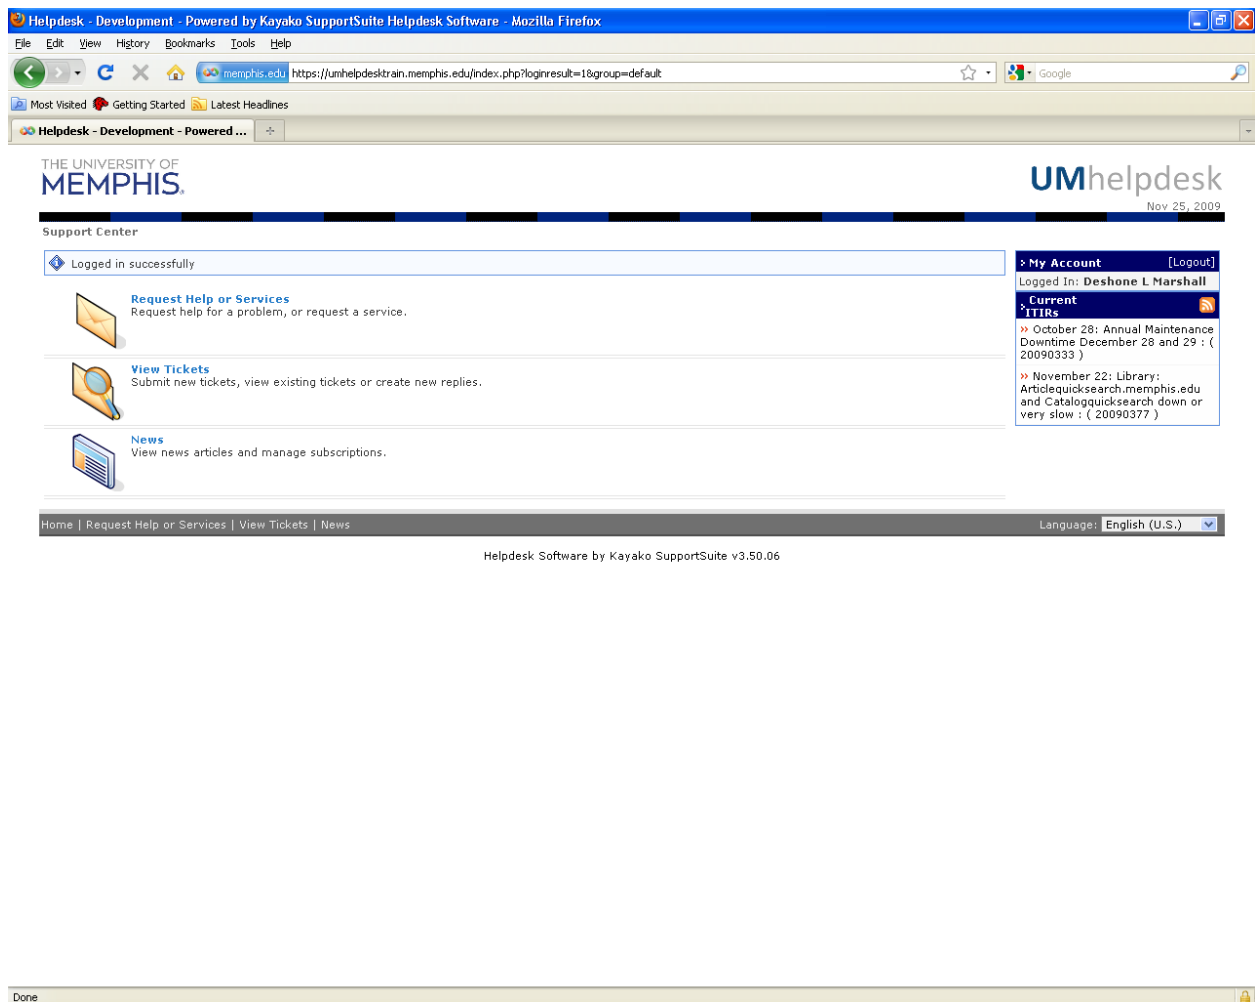 Helpdesk - Development - Powered by Kayako SupportSuite Helpdesk Software - Mozilla Firefox
File Edit View History Bookmarks Tools Help
memphis.edu https://umhelpdesktrain.memphis.edu/index.php?loginresult=1&group=default
Google
Most Visited Getting Started Latest Headlines
Helpdesk - Development - Powered ...
THE UNIVERSITY OF
MEMPHIS.
UMhelpdesk
Nov 25, 2009
Support Center
Logged in successfully
Request Help or Services
Request help for a problem, or request a service.
View Tickets
Submit new tickets, view existing tickets or create new replies.
News
View news articles and manage subscriptions.
My Account [Logout]
Logged In: Deshone L Marshall
Current
ITIRs
» October 28: Annual Maintenance
Downtime December 28 and 29 : (
20090333 )
» November 22: Library:
Articlequicksearch.memphis.edu
and Catalogquicksearch down or
very slow : ( 20090377 )
Home | Request Help or Services | View Tickets | News
Language: English (U.S.)
Helpdesk Software by Kayako SupportSuite v3.50.06
Done